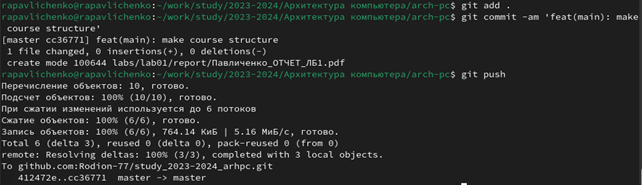 rapavlichenko@rapavlichenko:~/work/study/2023-2024/Архитектура компьютера/arch-pc$ git add .
rapavlichenko@rapavlichenko:~/work/study/2023-2024/Архитектура компьютера/arch-pc$ git commit -am 'feat(main): make
 course structure'
[master cc36771] feat(main): make course structure
 1 file changed, 0 insertions(+), 0 deletions(-)
 create mode 100644 labs/lab01/report/Павличенко_ОТЧЕТ_ЛБ1.pdf
rapavlichenko@rapavlichenko:~/work/study/2023-2024/Архитектура компьютера/arch-pc$ git push
Перечисление объектов: 10, готово.
Подсчет объектов: 100% (10/10), готово.
При сжатии изменений используется до 6 потоков
Сжатие объектов: 100% (6/6), готово.
Запись объектов: 100% (6/6), 764.14 КиБ | 5.16 МиБ/с, готово.
Total 6 (delta 3), reused 0 (delta 0), pack-reused 0 (from 0)
remote: Resolving deltas: 100% (3/3), completed with 3 local objects.
To github.com:Rodion-77/study_2023-2024_arhpc.git
   412472e..cc36771  master -> master